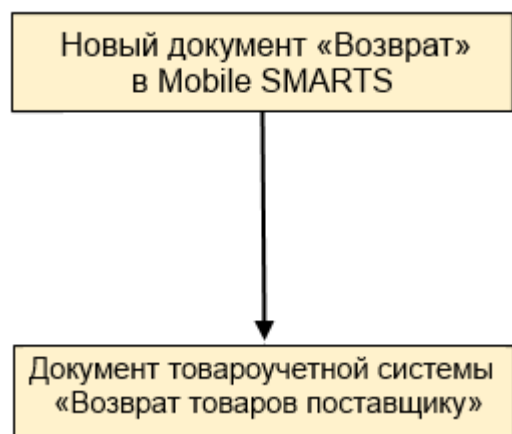 Новый документ «Возврат»
в Mobile SMARTS
Документ товароучетной системы
«Возврат товаров поставщику»